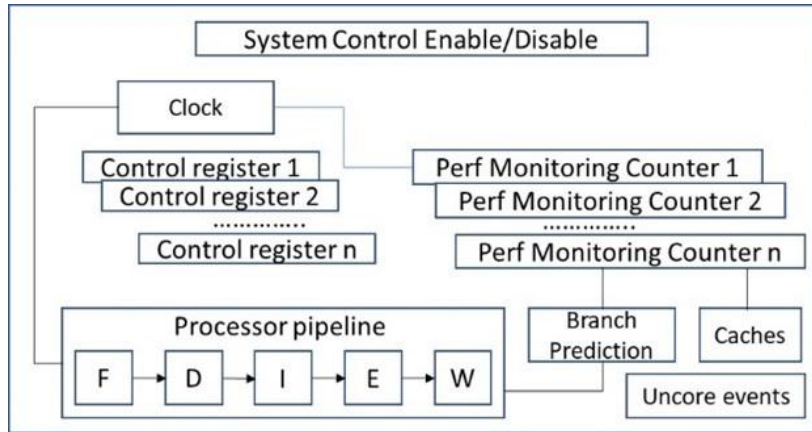 System Control Enable/Disable
Clock
Control register 1
Control register 2
…………..
Control register n
Perf Monitoring Counter 1
Perf Monitoring Counter 2
…………..
Perf Monitoring Counter n
Processor pipeline
F D I E W
Branch
Prediction
Caches
Uncore events